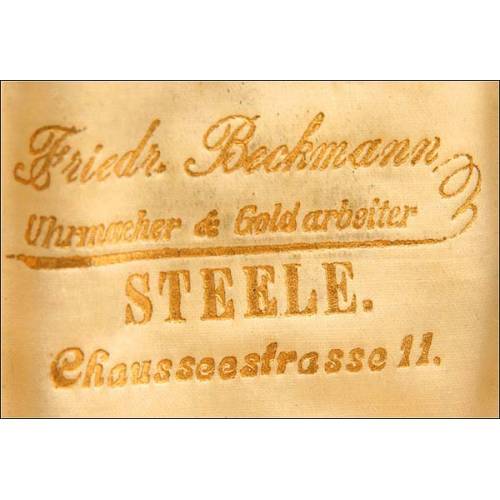 Friedr. Beckmann
Uhrmacher & Goldarbeiter
STEELE.
Chausseestrasse 11.